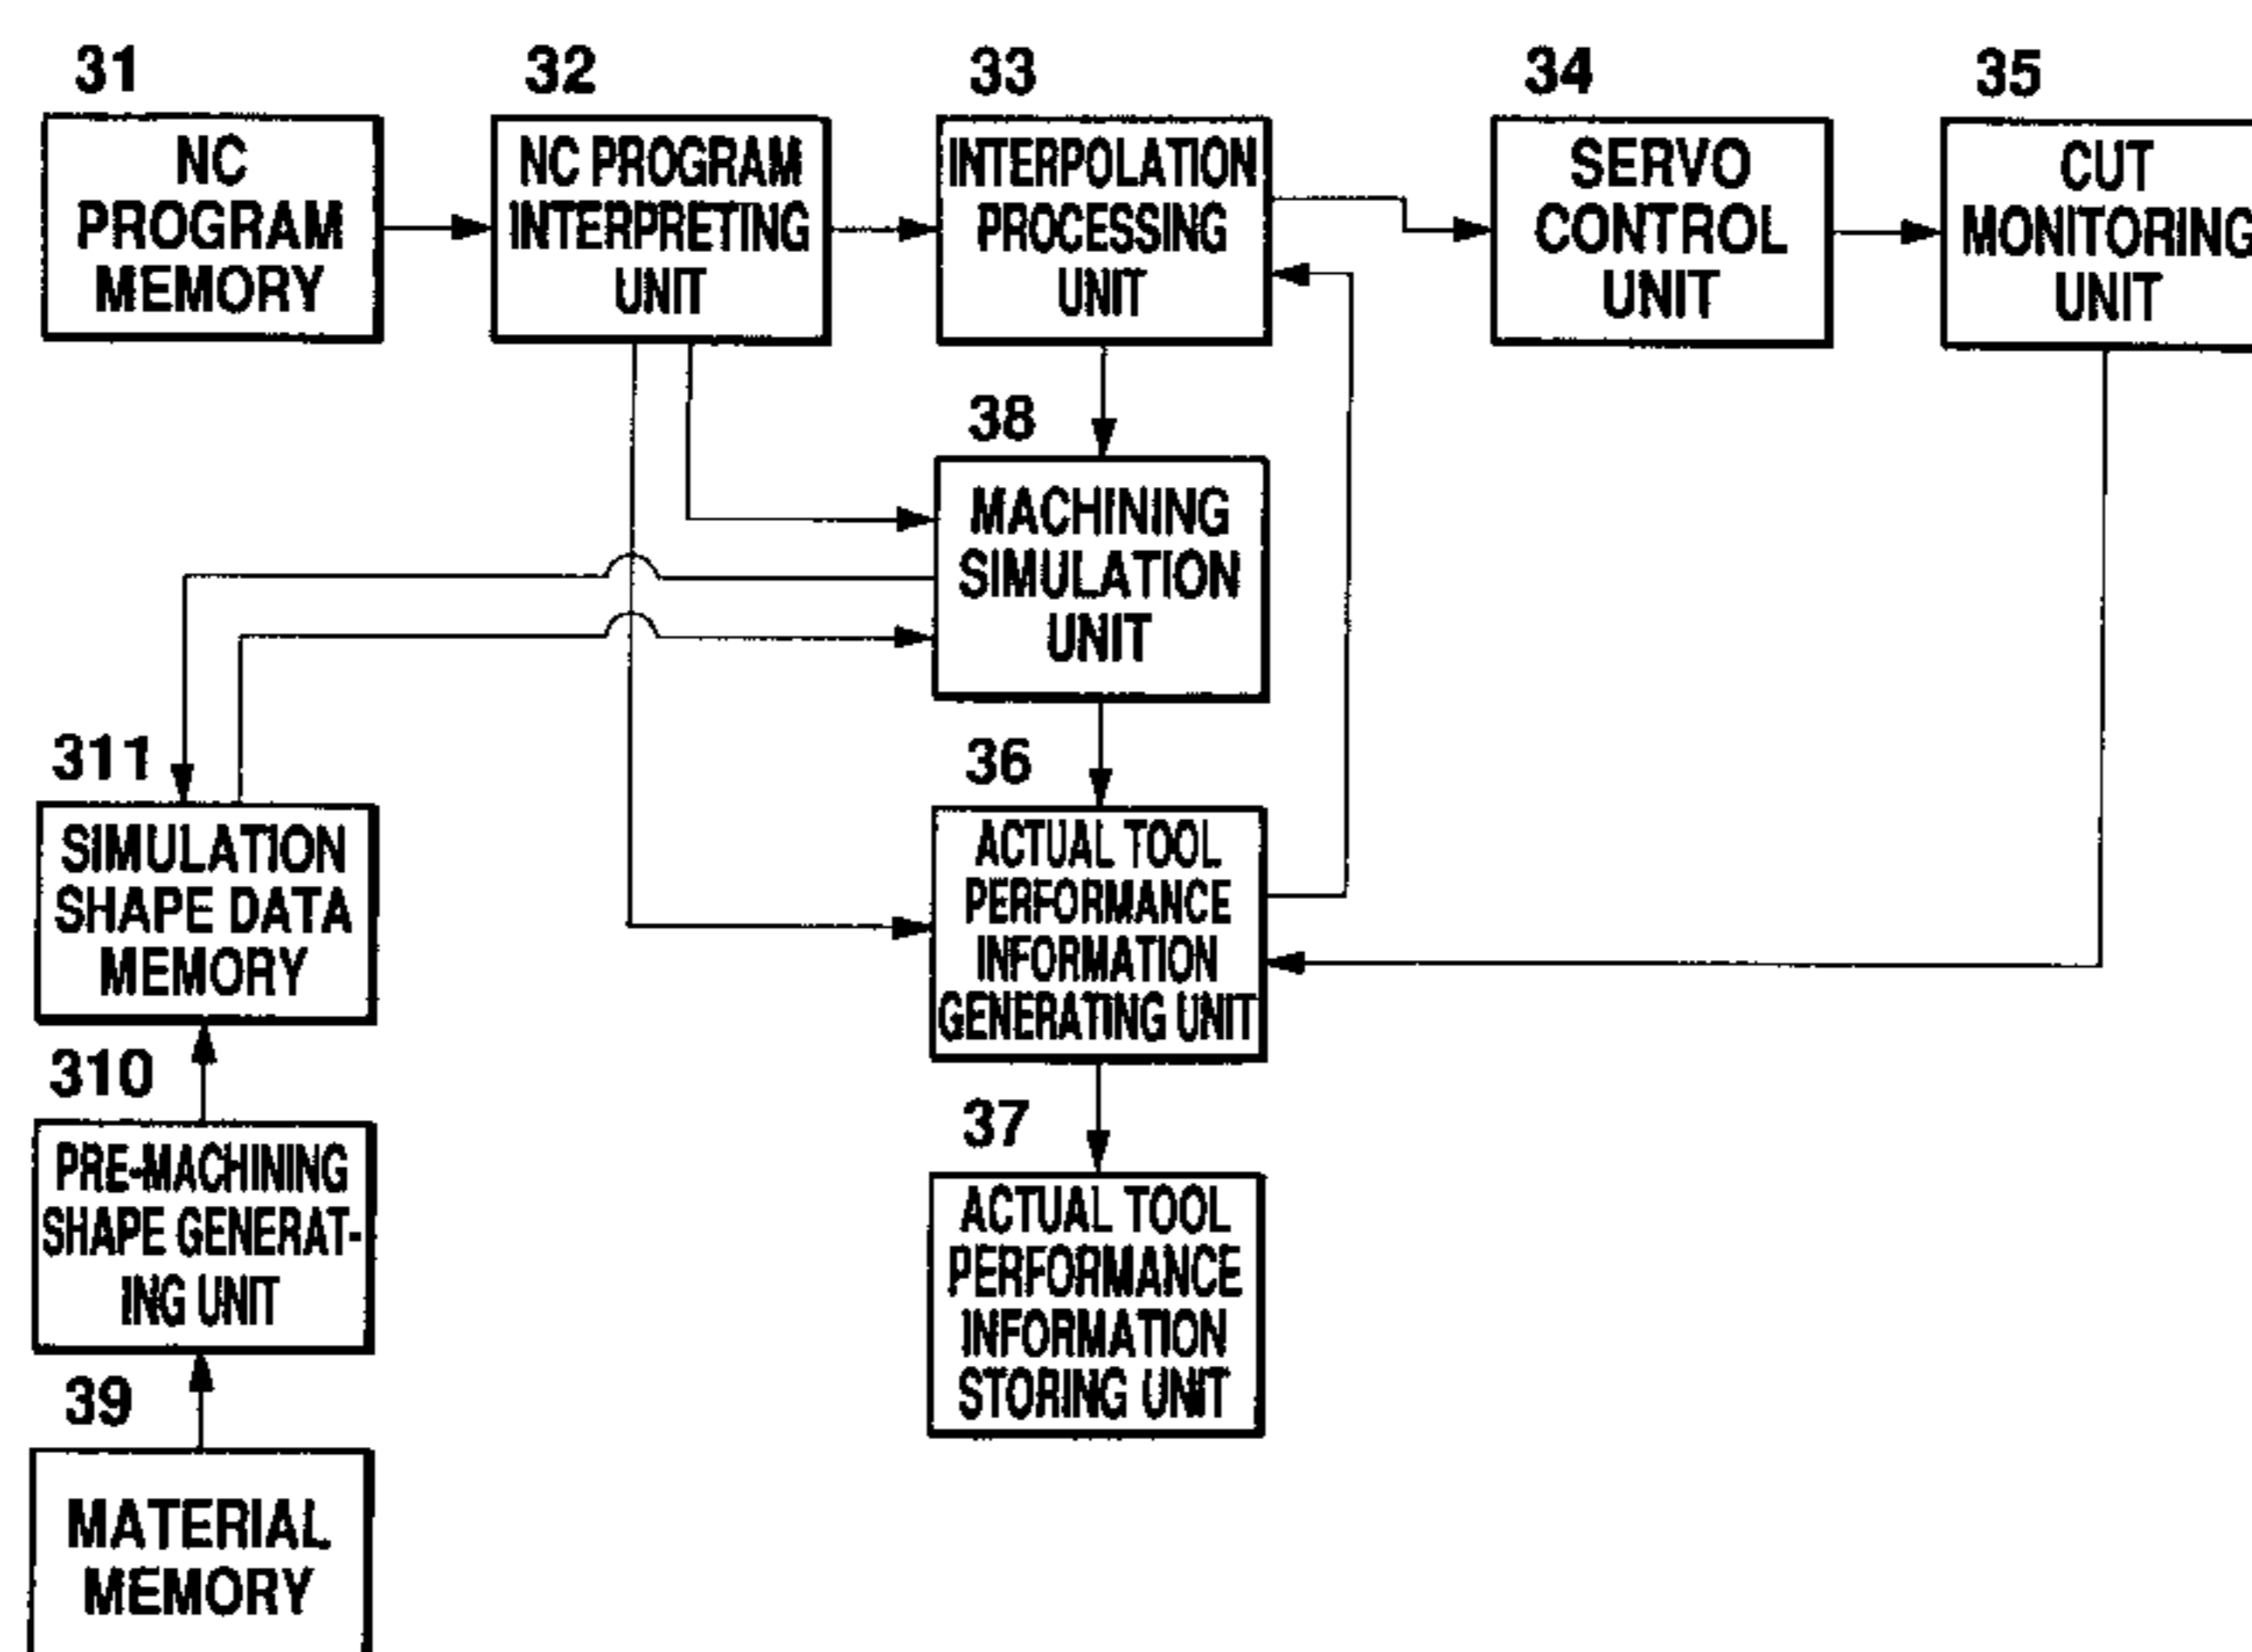 31
NC
PROGRAM
MEMORY
32
NC PROGRAM
INTERPRETING
UNIT
33
INTERPOLATION
PROCESSING
UNIT
34
SERVO
CONTROL
UNIT
35
CUT
MONITORING
UNIT
38
MACHINING
SIMULATION
UNIT
311
SIMULATION
SHAPE DATA
MEMORY
36
ACTUAL TOOL
PERFORMANCE
INFORMATION
GENERATING UNIT
310
PRE-MACHINING
SHAPE GENERAT-
ING UNIT
37
ACTUAL TOOL
PERFORMANCE
INFORMATION
STORING UNIT
39
MATERIAL
MEMORY